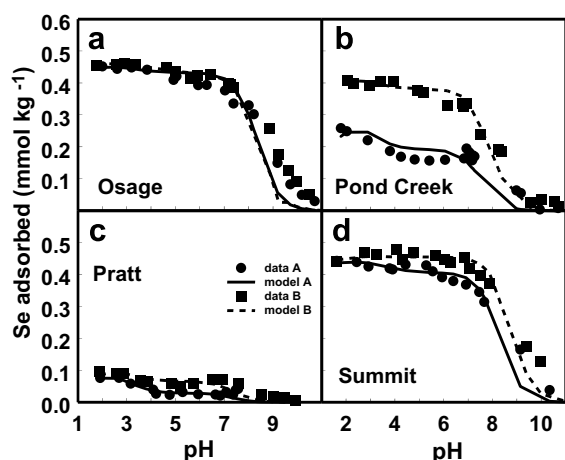 Se adsorbed (mmol kg⁻¹)
0.6
0.5
0.4
0.3
0.2
0.1
0
a
Osage
b
Pond Creek
0.5
0.4
0.3
0.2
0.1
0
c
Pratt
data A
model A
data B
model B
d
Summit
1 3 5 7 9
2 4 6 8 10
pH
pH